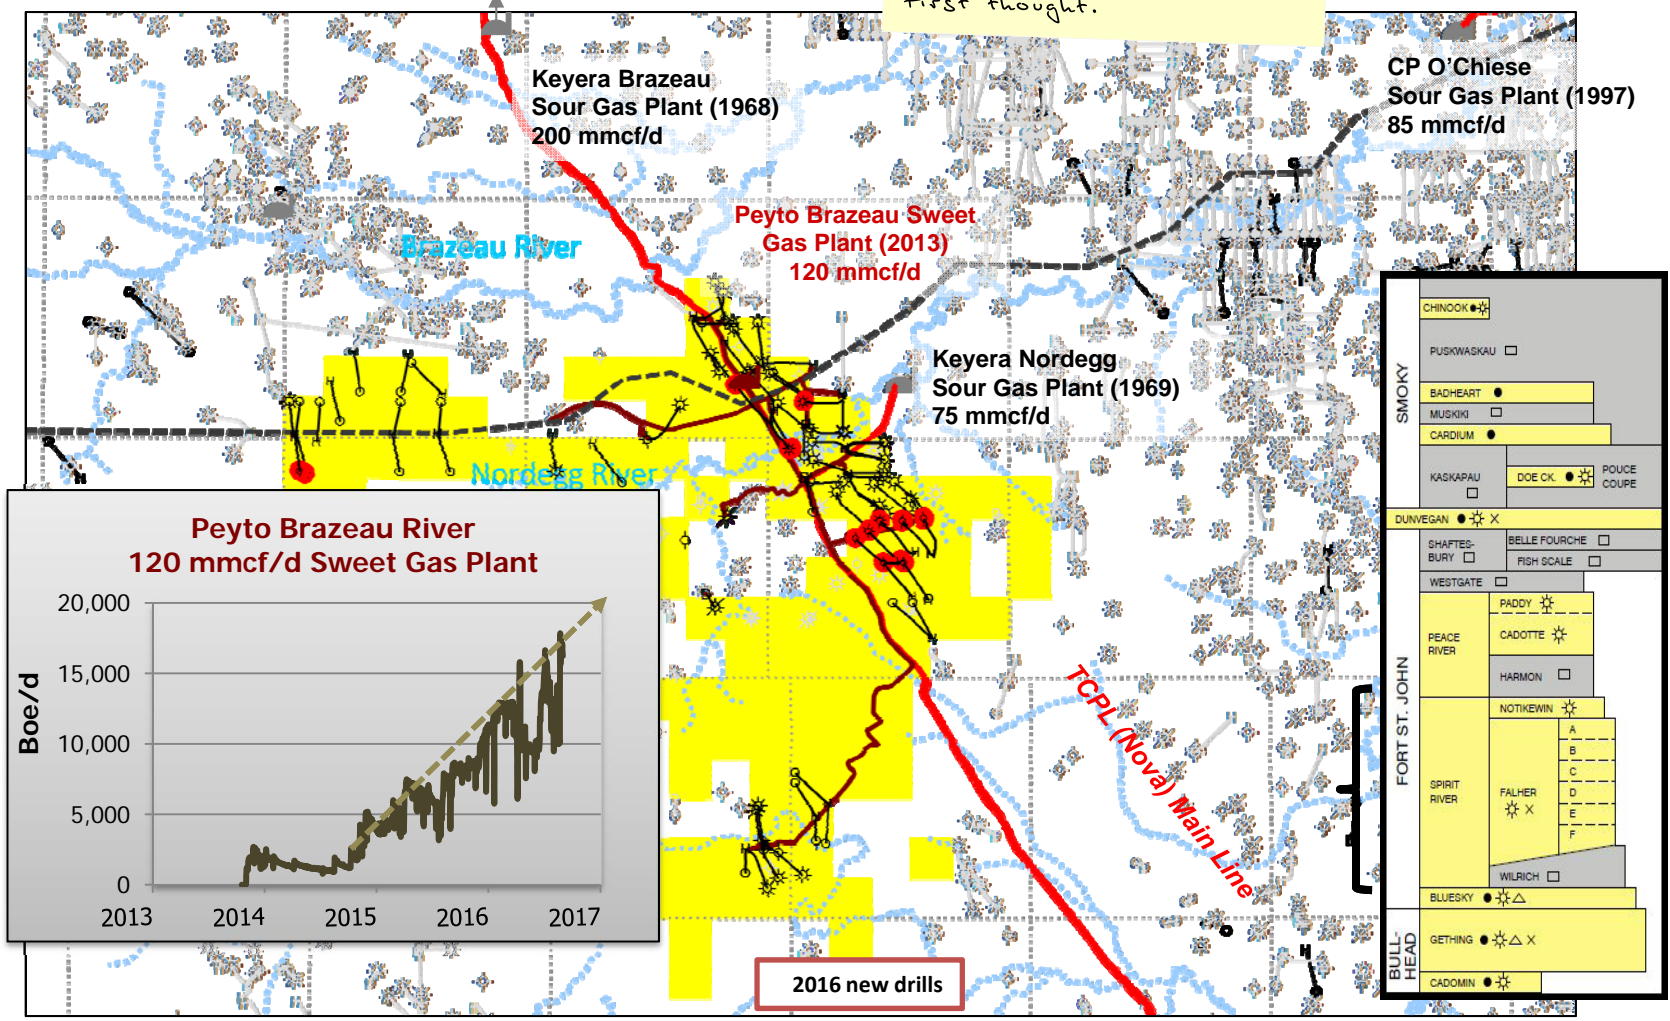 first thought.
Keyera Brazeau
Sour Gas Plant (1968)
200 mmcf/d
CP O'Chiese
Sour Gas Plant (1997)
85 mmcf/d
Peyto Brazeau Sweet
Gas Plant (2013)
120 mmcf/d
Brazeau River
Keyera Nordegg
Sour Gas Plant (1969)
75 mmcf/d
Nordegg River
TCPL (Nova) Main Line
Peyto Brazeau River
120 mmcf/d Sweet Gas Plant
Boe/d
20,000
15,000
10,000
5,000
0
2013 2014 2015 2016 2017
2016 new drills
SMOKY
CHINOOK
PUSKWASKAU
BADHEART
MUSKIKI
CARDIUM
KASKAPAU
DOE CK.
POUCE
COUPE
DUNVEGAN
FORT ST. JOHN
SHAFTES-
BURY
BELLE FOURCHE
FISH SCALE
WESTGATE
PEACE
RIVER
PADDY
CADOTTE
HARMON
SPIRIT
RIVER
NOTIKEWIN
FALHER
A
B
C
D
E
F
WILRICH
BLUESKY
BULL-
HEAD
GETHING
CADOMIN